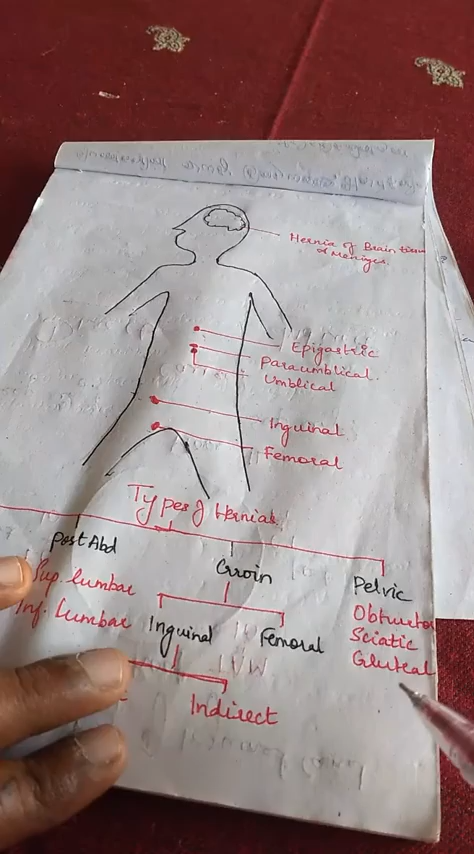 Hernia of Brain tissue
of Meninges.
Epigastric
Paraumblical.
Umblical
Inguinal
Femoral
Types of Hernias
Post Abd
Groin
Pelvic
Sup. lumbar
Inf. Lumbar
Inguinal
Femoral
Obturator
Sciatic
Gluteal
Indirect